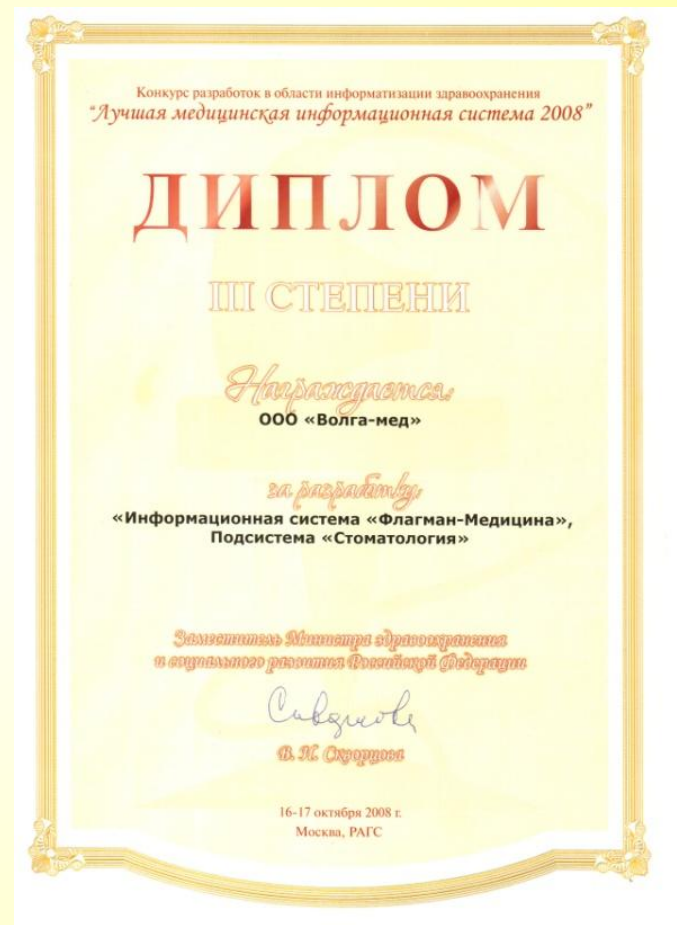 Конкурс разработок в области информатизации здравоохранения
“Лучшая медицинская информационная система 2008”
ДИПЛОМ
III СТЕПЕНИ
Награждается:
ООО «Волга-мед»
за разработку:
«Информационная система «Флагман-Медицина»,
Подсистема «Стоматология»
Заместитель Министра здравоохранения
и социального развития Российской Федерации
В. И. Скворцова
16-17 октября 2008 г.
Москва, РАГС